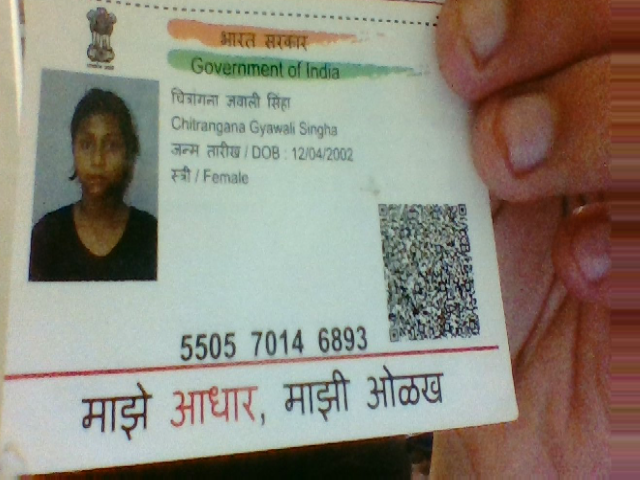 भारत सरकार
Government of India
चित्रांगना ज्ञवाली सिंहा
Chitrangana Gyawali Singha
जन्म तारीख / DOB : 12/04/2002
स्त्री / Female
5505 7014 6893
माझे आधार, माझी ओळख